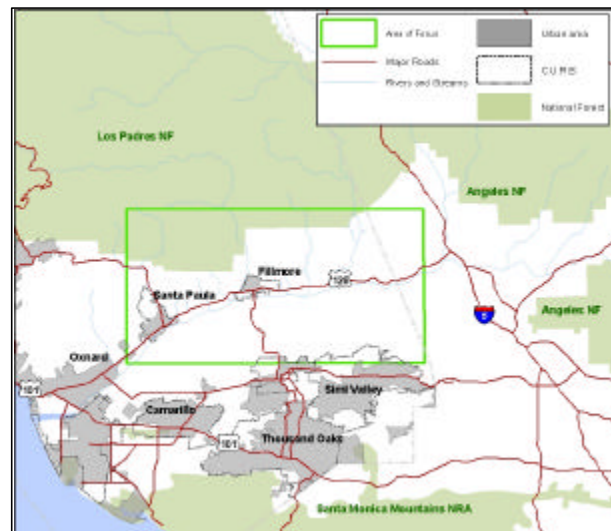 Area of Focus
Urban area
Major Roads
Rivers and Streams
National Forest
Los Padres NF
Angeles NF
Fillmore
Santa Paula
Angeles NF
5
Oxnard
101
Simi Valley
Camarillo
101
Thousand Oaks
Santa Monica Mountains NRA